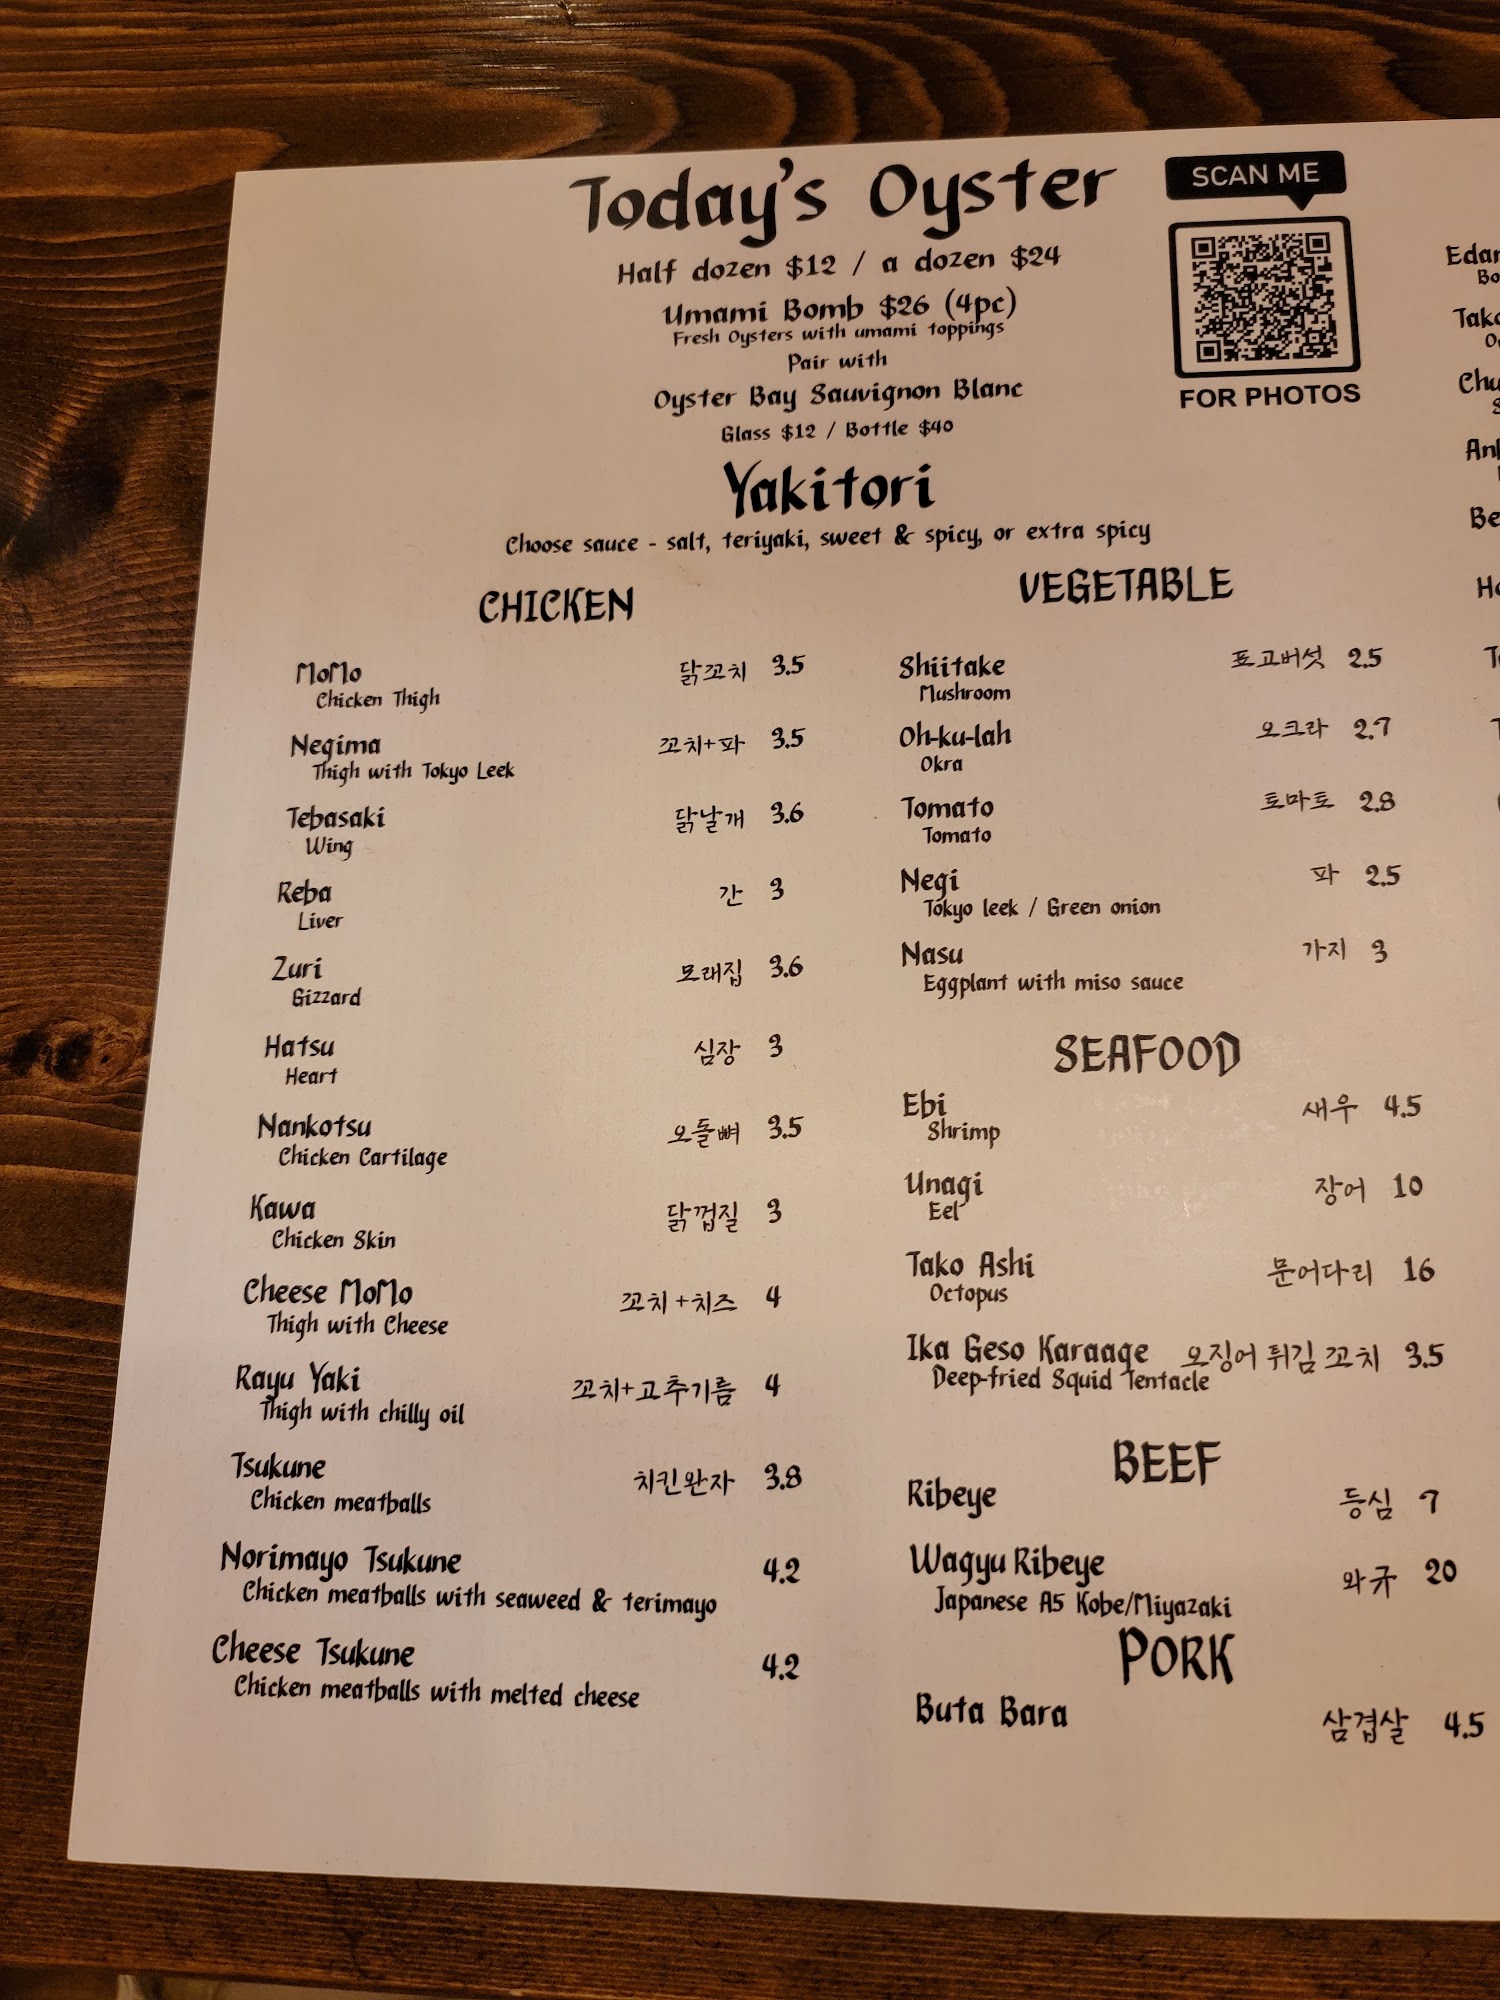 Today's Oyster
Half dozen $12 / a dozen $24
Umami Bomb $26 (4pc)
Fresh Oysters with umami toppings
Pair with
Oyster Bay Sauvignon Blanc
Glass $12 / Bottle $40
SCAN ME
FOR PHOTOS
Yakitori
Choose sauce - salt, teriyaki, sweet & spicy, or extra spicy
CHICKEN
MoMo 닭꼬치 3.5
Chicken Thigh
Negima 꼬치+파 3.5
Thigh with Tokyo Leek
Tebasaki 닭날개 3.6
Wing
Reba 간 3
Liver
Zuri 모래집 3.6
Gizzard
Hatsu 심장 3
Heart
Nankotsu 오돌뼈 3.5
Chicken Cartilage
Kawa 닭껍질 3
Chicken Skin
Cheese MoMo 꼬치+치즈 4
Thigh with Cheese
Rayu Yaki 꼬치+고추기름 4
Thigh with chilly oil
Tsukune 치킨완자 3.8
Chicken meatballs
Norimayo Tsukune 4.2
Chicken meatballs with seaweed & terimayo
Cheese Tsukune 4.2
Chicken meatballs with melted cheese
VEGETABLE
Shiitake 표고버섯 2.5
Mushroom
Oh-ku-lah 오크라 2.7
Okra
Tomato 토마토 2.8
Tomato
Negi 파 2.5
Tokyo leek / Green onion
Nasu 가지 3
Eggplant with miso sauce
SEAFOOD
Ebi 새우 4.5
Shrimp
Unagi 장어 10
Eel
Tako Ashi 문어다리 16
Octopus
Ika Geso Karaage 오징어 튀김 꼬치 3.5
Deep-fried Squid Tentacle
BEEF
Ribeye 등심 7
Wagyu Ribeye 와규 20
Japanese A5 Kobe/Miyazaki
PORK
Buta Bara 삼겹살 4.5